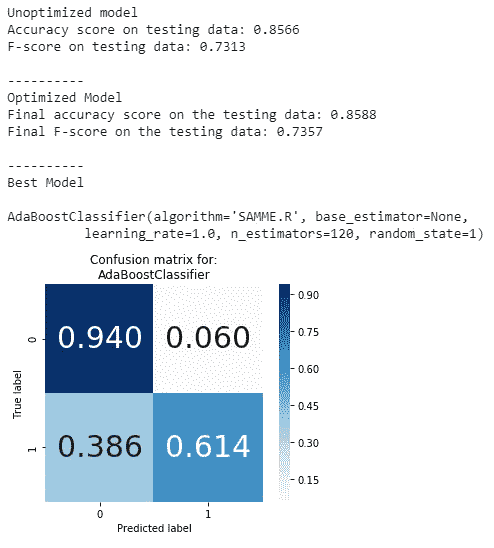 Unoptimized model
Accuracy score on testing data: 0.8566
F-score on testing data: 0.7313
----------
Optimized Model
Final accuracy score on the testing data: 0.8588
Final F-score on the testing data: 0.7357
----------
Best Model
AdaBoostClassifier(algorithm='SAMME.R', base_estimator=None,
learning_rate=1.0, n_estimators=120, random_state=1)
Confusion matrix for:
AdaBoostClassifier
True label
0
1
0.940 0.060
0.386 0.614
0 1
Predicted label
0.90
0.75
0.60
0.45
0.30
0.15